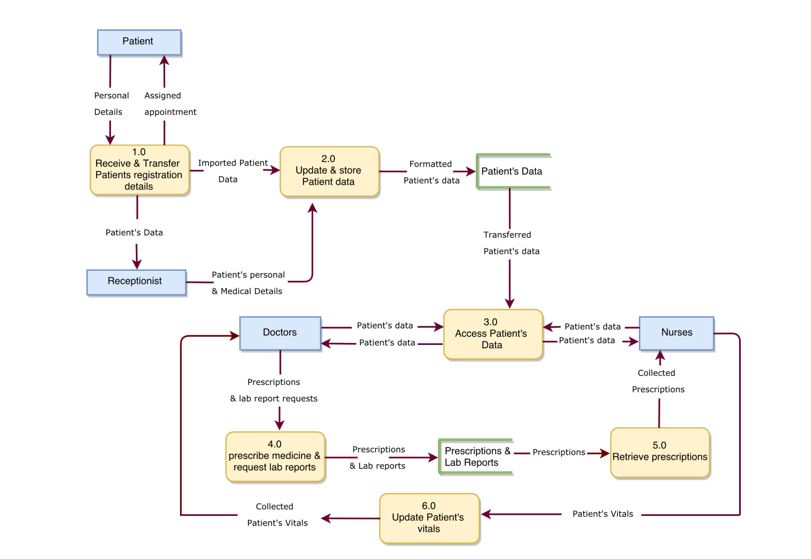 Patient
Personal
Details
Assigned
appointment
1.0
Receive & Transfer
Patients registration
details
Imported Patient
Data
2.0
Update & store
Patient data
Formatted
Patient's data
Patient's Data
Patient's Data
Transferred
Patient's data
Receptionist
Patient's personal
& Medical Details
Doctors
Patient's data
Patient's data
3.0
Access Patient's
Data
Patient's data
Patient's data
Nurses
Prescriptions
& lab report requests
Collected
Prescriptions
4.0
prescribe medicine &
request lab reports
Prescriptions
& Lab reports
Prescriptions &
Lab Reports
Prescriptions
5.0
Retrieve prescriptions
Collected
Patient's Vitals
6.0
Update Patient's
vitals
Patient's Vitals